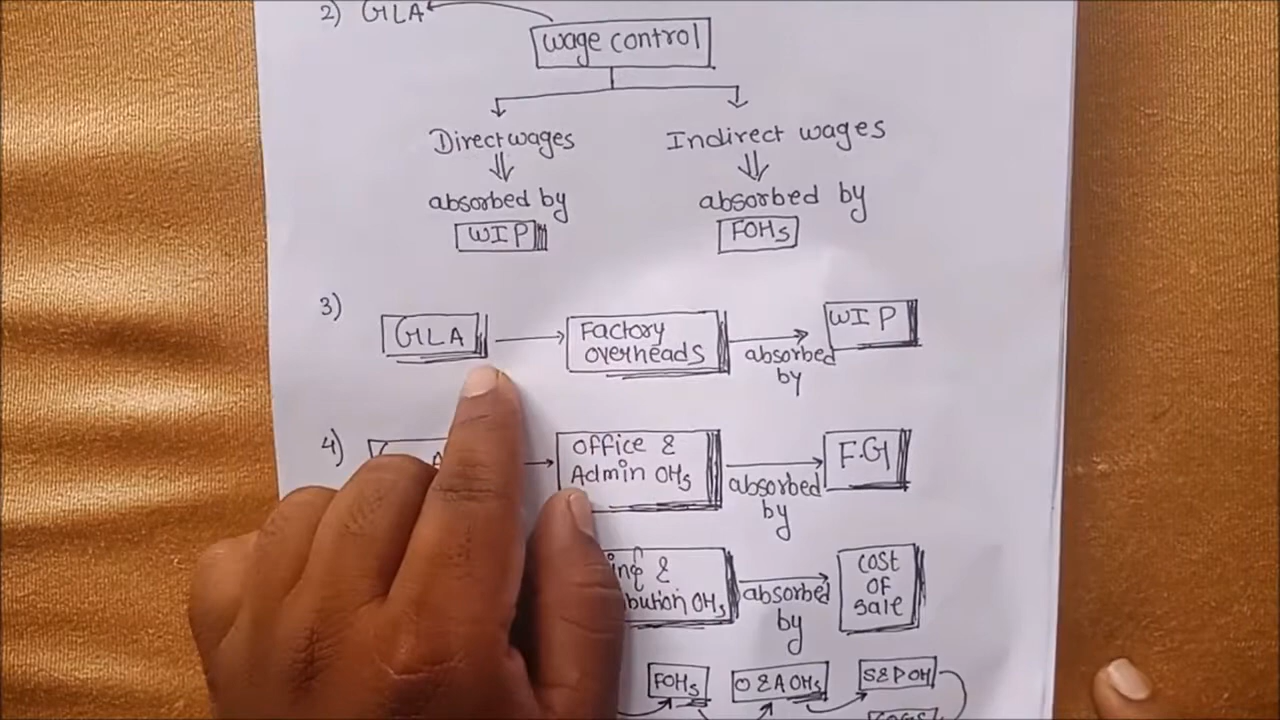 2) GLA
wage control
Direct wages Indirect wages
absorbed by absorbed by
WIP FOHs
3)
GLA Factory overheads absorbed by WIP
4)
Office & Admin OHs absorbed by F.G
& OHs absorbed by cost of sale
FOHs O&A OHs S&D OH